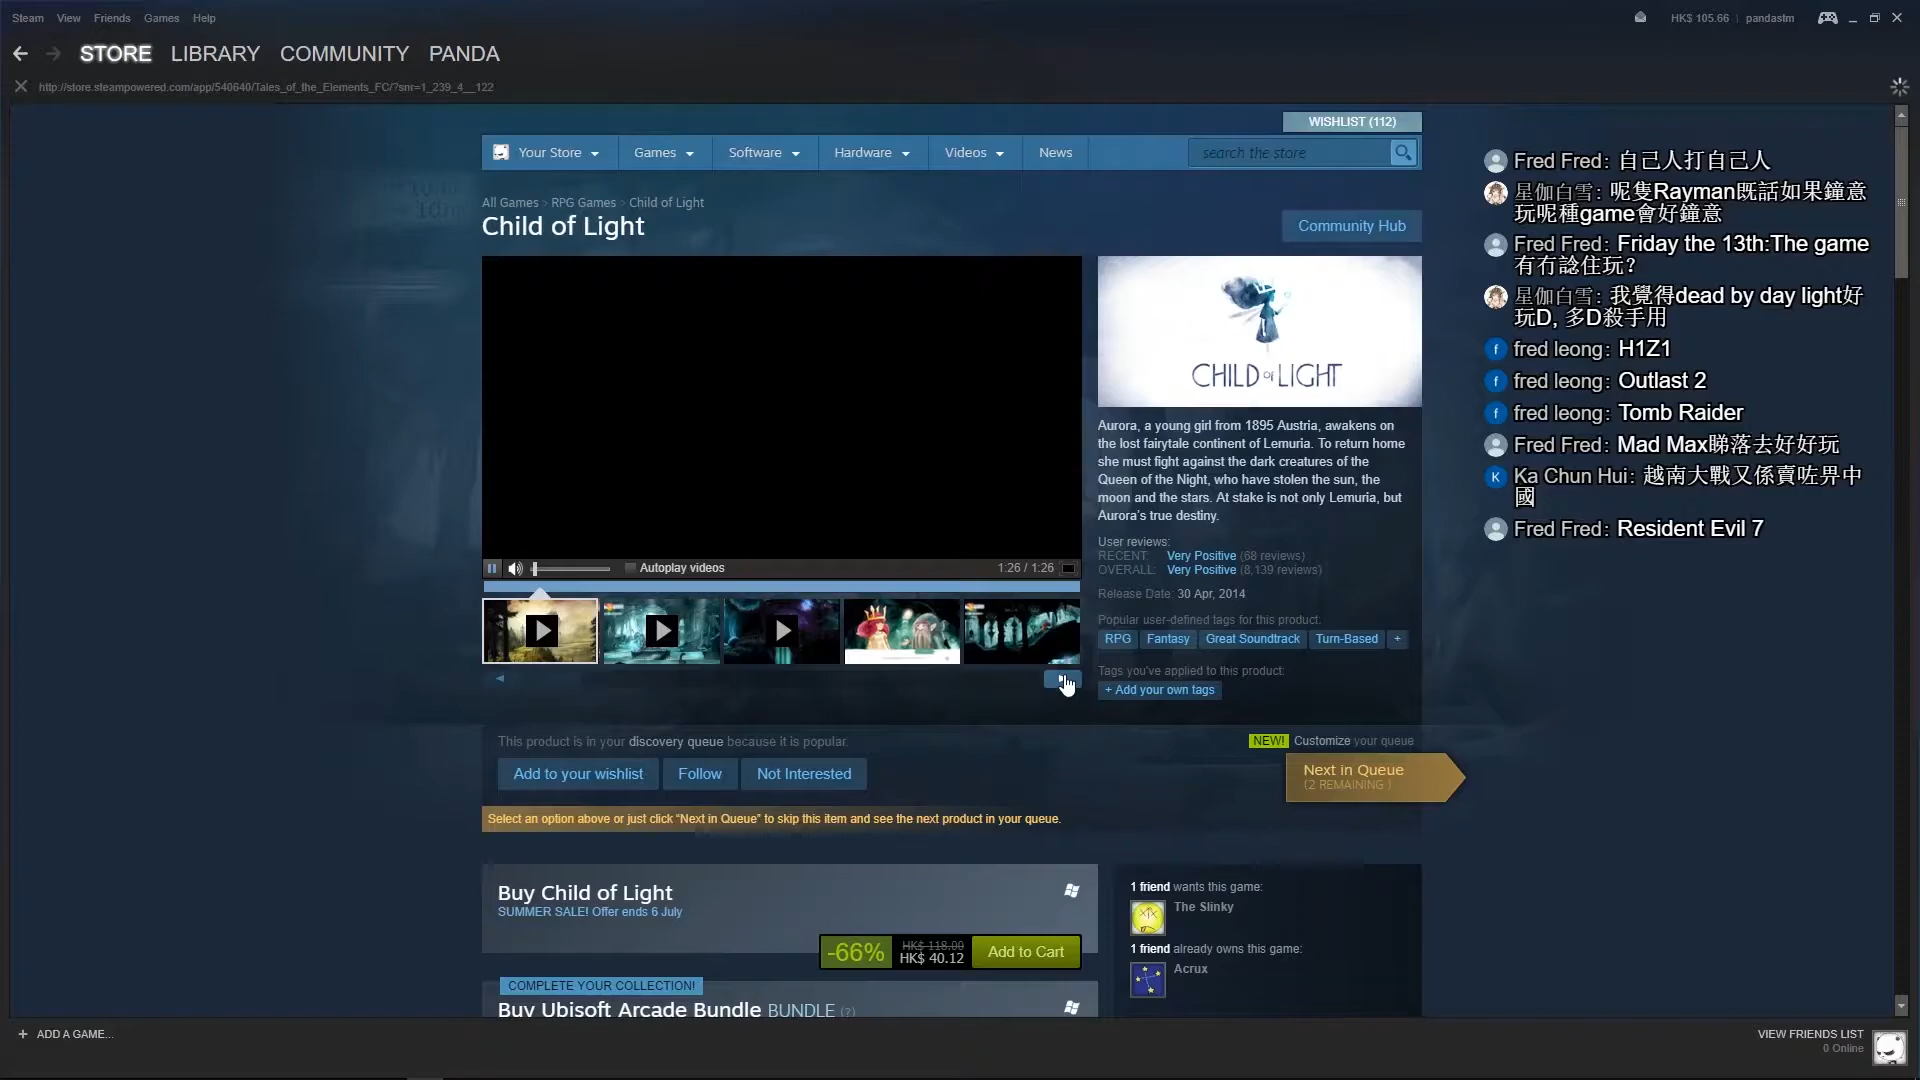 Steam View Friends Games Help
HK$ 105.66 pandastm
STORE LIBRARY COMMUNITY PANDA
http://store.steampowered.com/app/540640/Tales_of_the_Elements_FC/?snr=1_239_4__122
WISHLIST (112)
Your Store Games Software Hardware Videos News search the store
All Games > RPG Games > Child of Light
Child of Light
Community Hub
CHILD OF LIGHT
Aurora, a young girl from 1895 Austria, awakens on
the lost fairytale continent of Lemuria. To return home
she must fight against the dark creatures of the
Queen of the Night, who have stolen the sun, the
moon and the stars. At stake is not only Lemuria, but
Aurora's true destiny.
User reviews:
RECENT: Very Positive (68 reviews)
OVERALL: Very Positive (8,139 reviews)
Release Date: 30 Apr, 2014
Popular user-defined tags for this product:
RPG Fantasy Great Soundtrack Turn-Based +
Tags you've applied to this product:
+ Add your own tags
Autoplay videos 1:26 / 1:26
This product is in your discovery queue because it is popular.
Add to your wishlist Follow Not Interested
NEW! Customize your queue
Next in Queue
(2 REMAINING )
Select an option above or just click “Next in Queue” to skip this item and see the next product in your queue.
Buy Child of Light
SUMMER SALE! Offer ends 6 July
-66% HK$ 118.00 HK$ 40.12 Add to Cart
COMPLETE YOUR COLLECTION!
Buy Ubisoft Arcade Bundle BUNDLE (?)
1 friend wants this game:
The Slinky
1 friend already owns this game:
Acrux
Fred Fred: 自己人打自己人
星伽白雪: 呢隻Rayman既話如果鐘意
玩呢種game會好鐘意
Fred Fred: Friday the 13th:The game
有冇諗住玩?
星伽白雪: 我覺得dead by day light好
玩D, 多D殺手用
f fred leong: H1Z1
f fred leong: Outlast 2
f fred leong: Tomb Raider
Fred Fred: Mad Max睇落去好好玩
K Ka Chun Hui: 越南大戰又係賣咗畀中
國
Fred Fred: Resident Evil 7
+ ADD A GAME...
VIEW FRIENDS LIST
0 Online